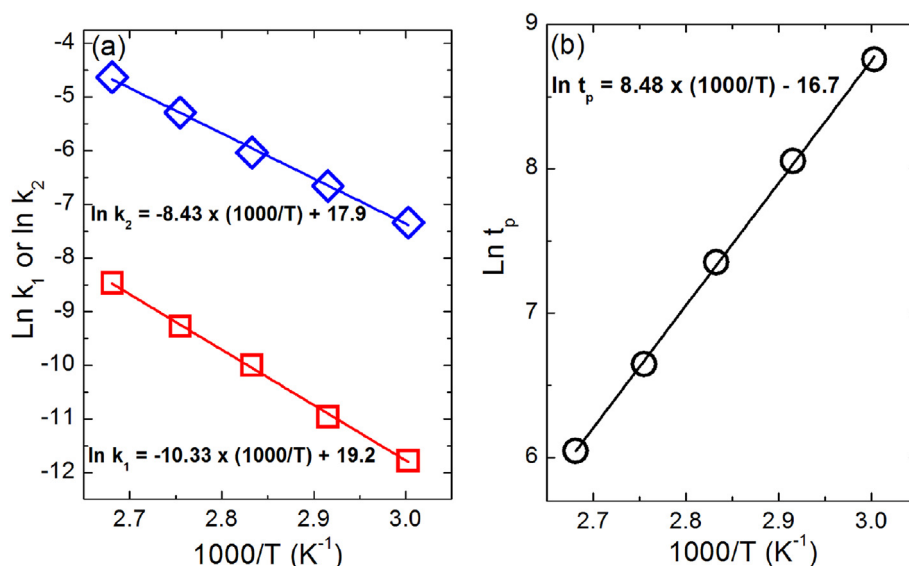 (a)
-4
-5
-6
-7
-8
-9
-10
-11
-12
Ln k₁ or ln k₂
ln k₂ = -8.43 x (1000/T) + 17.9
ln k₁ = -10.33 x (1000/T) + 19.2
2.7 2.8 2.9 3.0
1000/T (K⁻¹)
(b)
9
8
7
6
Ln tₚ
ln tₚ = 8.48 x (1000/T) - 16.7
2.7 2.8 2.9 3.0
1000/T (K⁻¹)